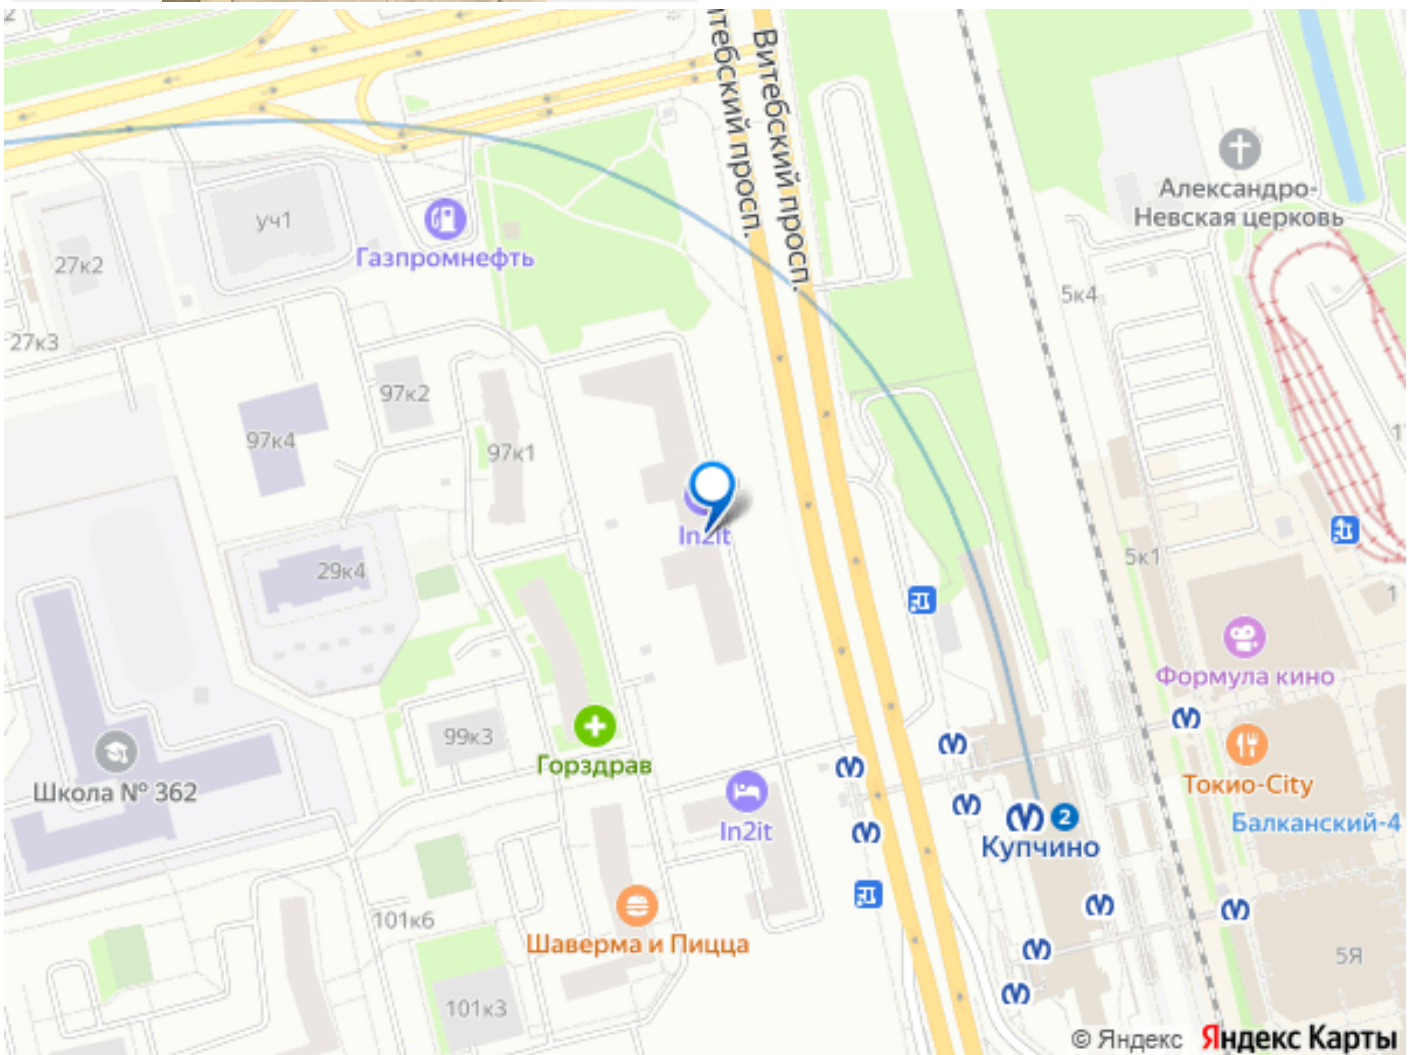 2
Витебский просп.
тебский просп.
Александро-
Невская церковь
уч1
27к2
Газпромнефть
5к4
27к3
97к2
97к4
97к1
In2it
5к1
29к4
1
Формула кино
99к3
Школа № 362
Горздрав
In2it
Токио-City
2
Купчино
Балканский-4
101к6
Шаверма и Пицца
5Я
101к3
© Яндекс Яндекс Карты